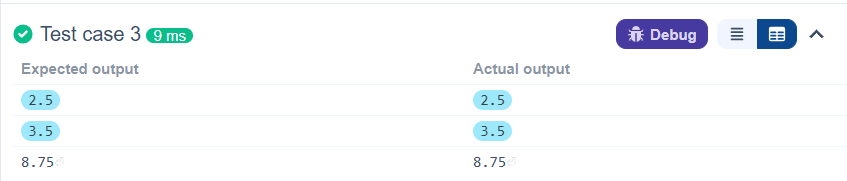 Test case 3 9 ms Debug
Expected output Actual output
2.5 2.5
3.5 3.5
8.75⏎ 8.75⏎